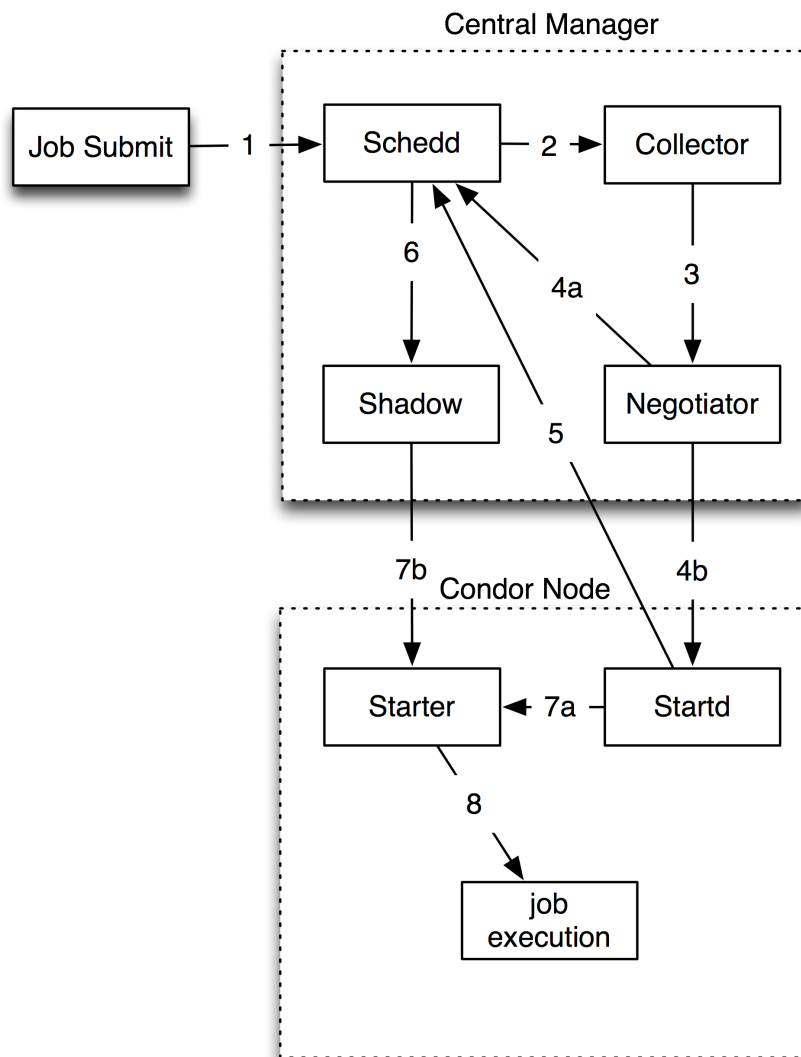 Central Manager
Job Submit
1
Schedd
2
Collector
6
4a
3
Shadow
5
Negotiator
7b
4b
Condor Node
Starter
7a
Startd
8
job
execution